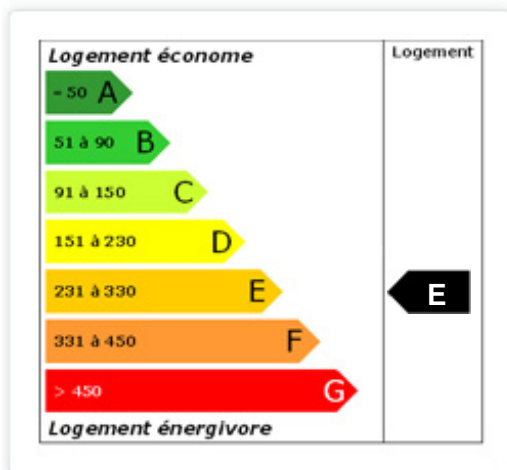 Logement économe
Logement
= 50 A
51 à 90 B
91 à 150 C
151 à 230 D
231 à 330 E
E
331 à 450 F
> 450 G
Logement énergivore